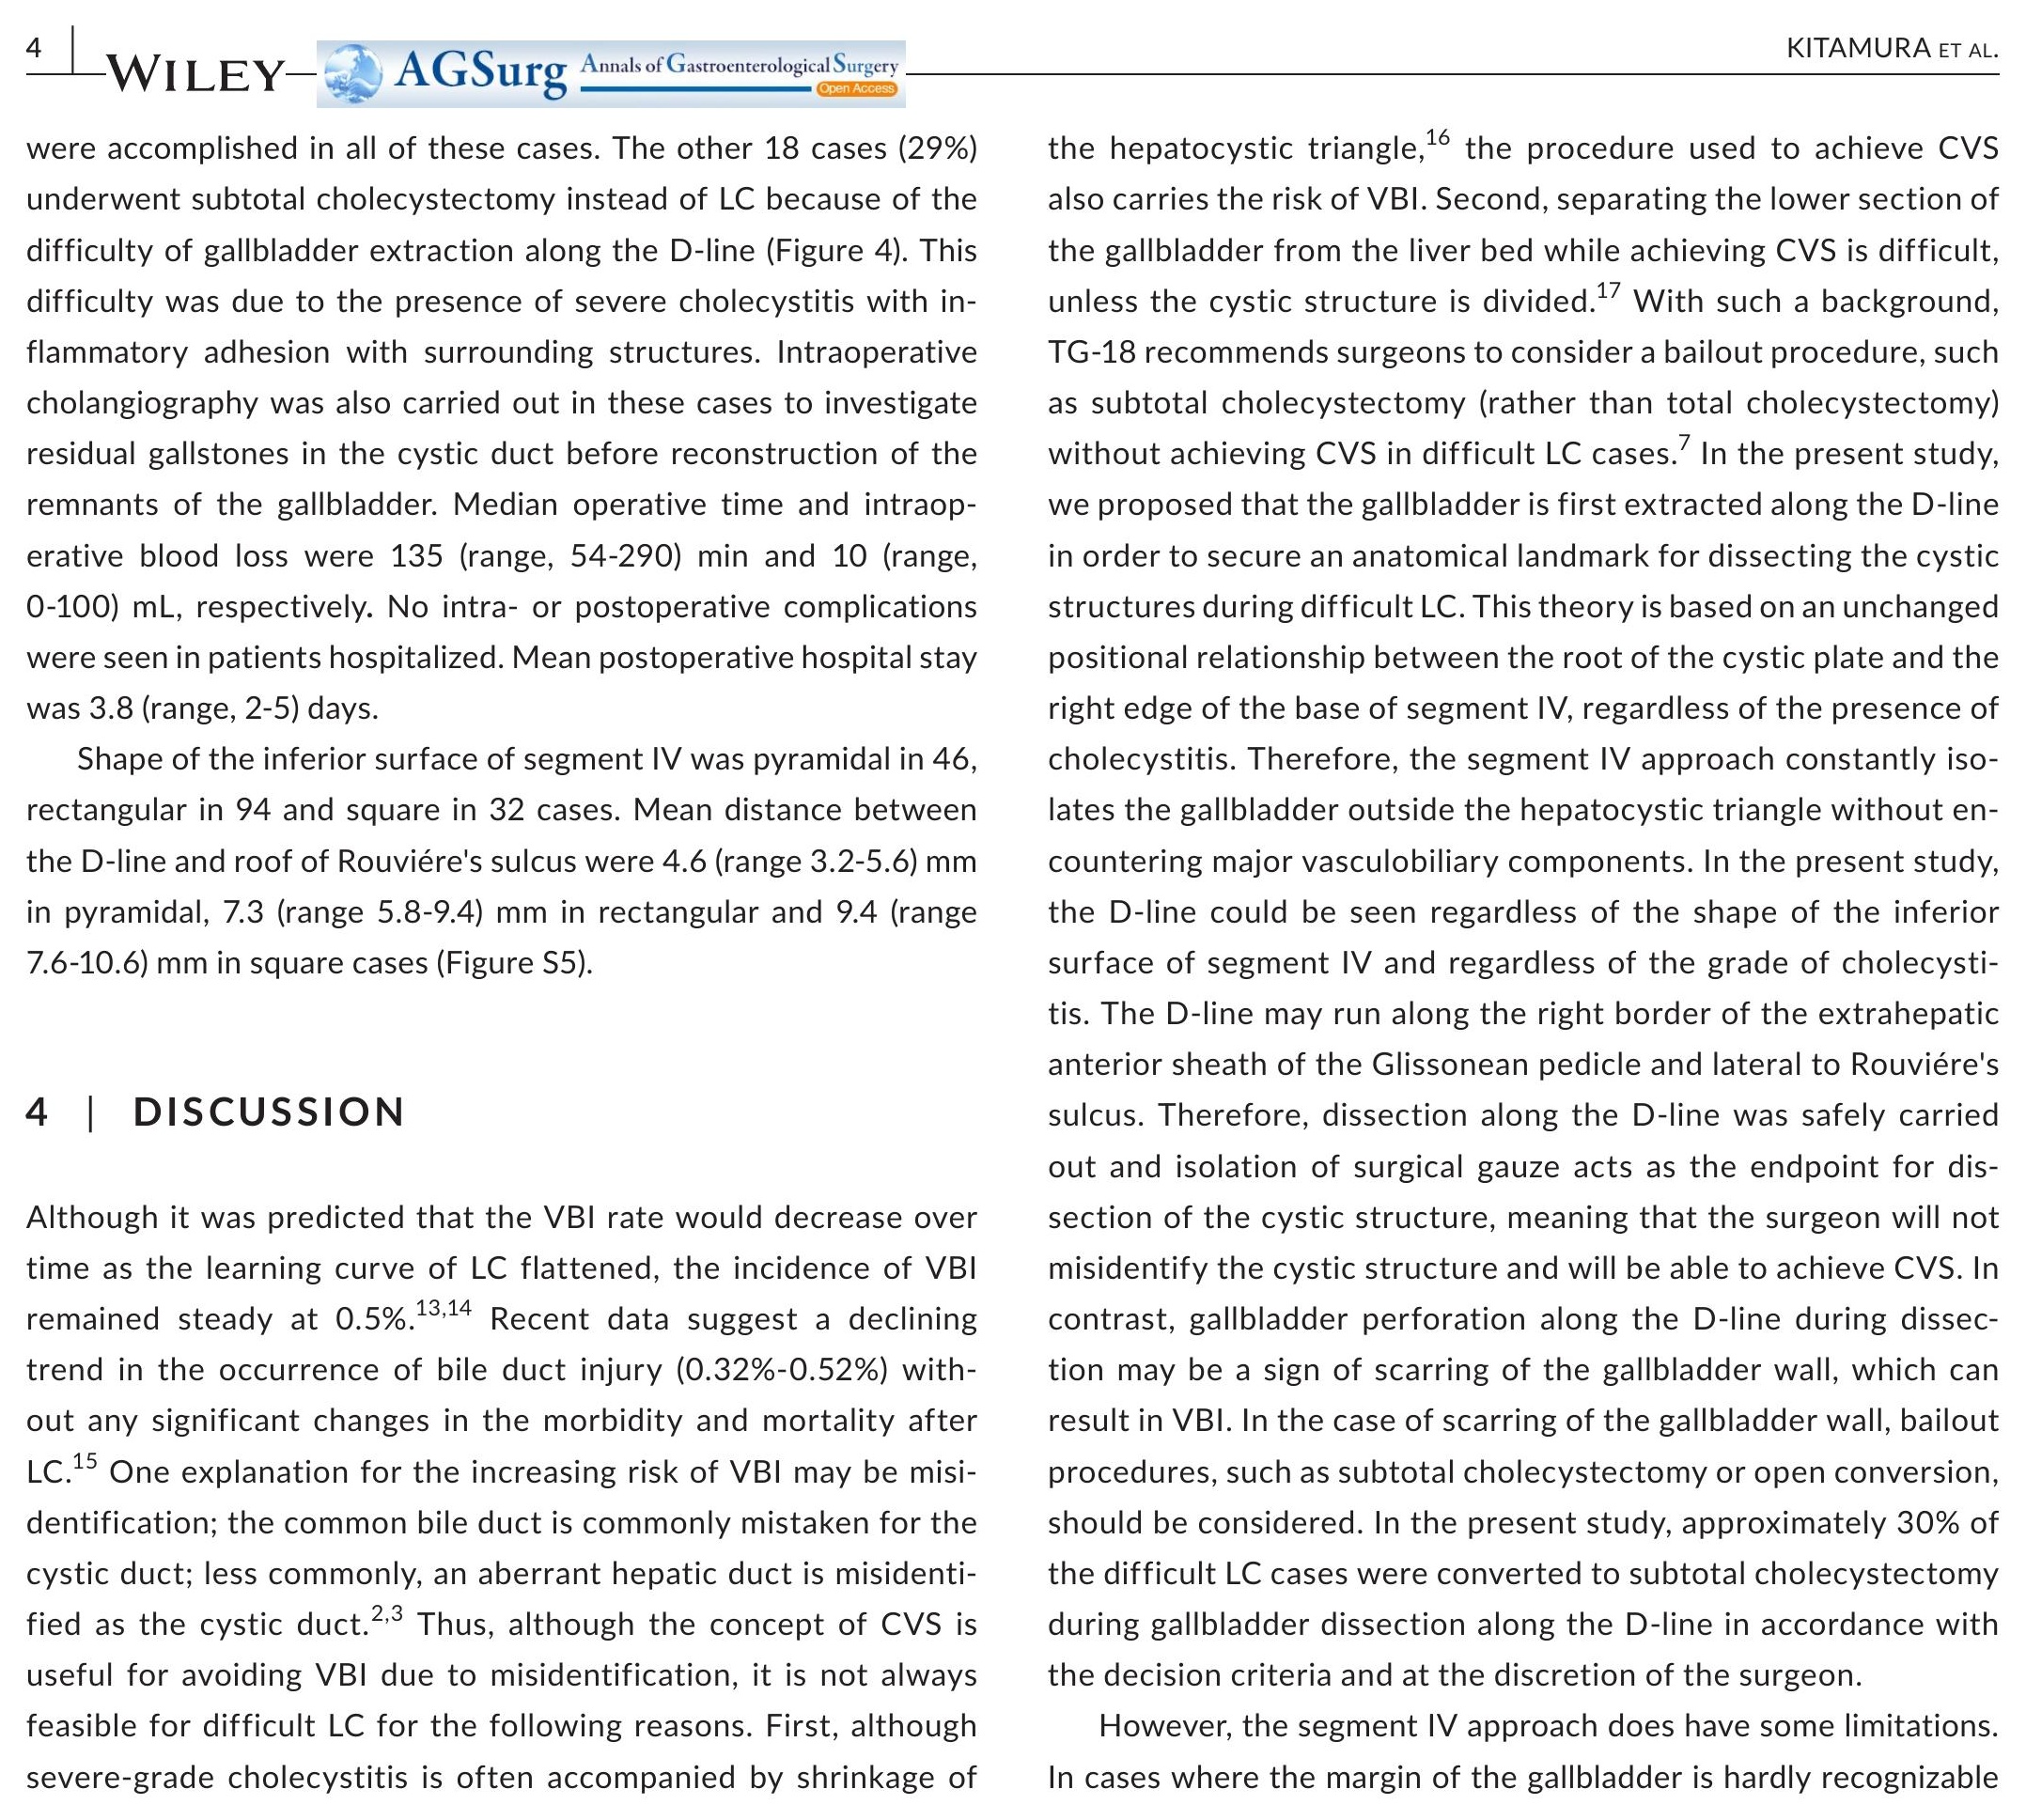 4
WILEY
AGSurg Annals of Gastroenterological Surgery
Open Access
KITAMURA ET AL.
were accomplished in all of these cases. The other 18 cases (29%)
underwent subtotal cholecystectomy instead of LC because of the
difficulty of gallbladder extraction along the D-line (Figure 4). This
difficulty was due to the presence of severe cholecystitis with in-
flammatory adhesion with surrounding structures. Intraoperative
cholangiography was also carried out in these cases to investigate
residual gallstones in the cystic duct before reconstruction of the
remnants of the gallbladder. Median operative time and intraop-
erative blood loss were 135 (range, 54-290) min and 10 (range,
0-100) mL, respectively. No intra- or postoperative complications
were seen in patients hospitalized. Mean postoperative hospital stay
was 3.8 (range, 2-5) days.
Shape of the inferior surface of segment IV was pyramidal in 46,
rectangular in 94 and square in 32 cases. Mean distance between
the D-line and roof of Rouviére's sulcus were 4.6 (range 3.2-5.6) mm
in pyramidal, 7.3 (range 5.8-9.4) mm in rectangular and 9.4 (range
7.6-10.6) mm in square cases (Figure S5).
4 | DISCUSSION
Although it was predicted that the VBI rate would decrease over
time as the learning curve of LC flattened, the incidence of VBI
remained steady at 0.5%.13,14 Recent data suggest a declining
trend in the occurrence of bile duct injury (0.32%-0.52%) with-
out any significant changes in the morbidity and mortality after
LC.15 One explanation for the increasing risk of VBI may be misi-
dentification; the common bile duct is commonly mistaken for the
cystic duct; less commonly, an aberrant hepatic duct is misidenti-
fied as the cystic duct.2,3 Thus, although the concept of CVS is
useful for avoiding VBI due to misidentification, it is not always
feasible for difficult LC for the following reasons. First, although
severe-grade cholecystitis is often accompanied by shrinkage of
the hepatocystic triangle,16 the procedure used to achieve CVS
also carries the risk of VBI. Second, separating the lower section of
the gallbladder from the liver bed while achieving CVS is difficult,
unless the cystic structure is divided.17 With such a background,
TG-18 recommends surgeons to consider a bailout procedure, such
as subtotal cholecystectomy (rather than total cholecystectomy)
without achieving CVS in difficult LC cases.7 In the present study,
we proposed that the gallbladder is first extracted along the D-line
in order to secure an anatomical landmark for dissecting the cystic
structures during difficult LC. This theory is based on an unchanged
positional relationship between the root of the cystic plate and the
right edge of the base of segment IV, regardless of the presence of
cholecystitis. Therefore, the segment IV approach constantly iso-
lates the gallbladder outside the hepatocystic triangle without en-
countering major vasculobiliary components. In the present study,
the D-line could be seen regardless of the shape of the inferior
surface of segment IV and regardless of the grade of cholecysti-
tis. The D-line may run along the right border of the extrahepatic
anterior sheath of the Glissonean pedicle and lateral to Rouviére's
sulcus. Therefore, dissection along the D-line was safely carried
out and isolation of surgical gauze acts as the endpoint for dis-
section of the cystic structure, meaning that the surgeon will not
misidentify the cystic structure and will be able to achieve CVS. In
contrast, gallbladder perforation along the D-line during dissec-
tion may be a sign of scarring of the gallbladder wall, which can
result in VBI. In the case of scarring of the gallbladder wall, bailout
procedures, such as subtotal cholecystectomy or open conversion,
should be considered. In the present study, approximately 30% of
the difficult LC cases were converted to subtotal cholecystectomy
during gallbladder dissection along the D-line in accordance with
the decision criteria and at the discretion of the surgeon.
However, the segment IV approach does have some limitations.
In cases where the margin of the gallbladder is hardly recognizable